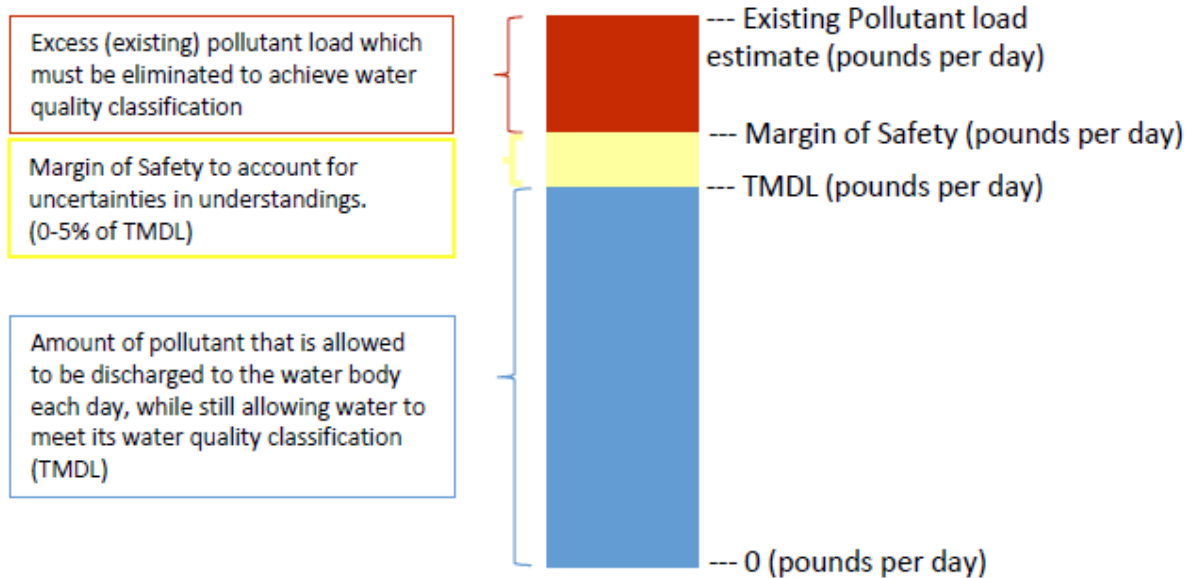 Excess (existing) pollutant load which
must be eliminated to achieve water
quality classification
Margin of Safety to account for
uncertainties in understandings.
(0-5% of TMDL)
Amount of pollutant that is allowed
to be discharged to the water body
each day, while still allowing water to
meet its water quality classification
(TMDL)
--- Existing Pollutant load
estimate (pounds per day)
--- Margin of Safety (pounds per day)
--- TMDL (pounds per day)
--- 0 (pounds per day)